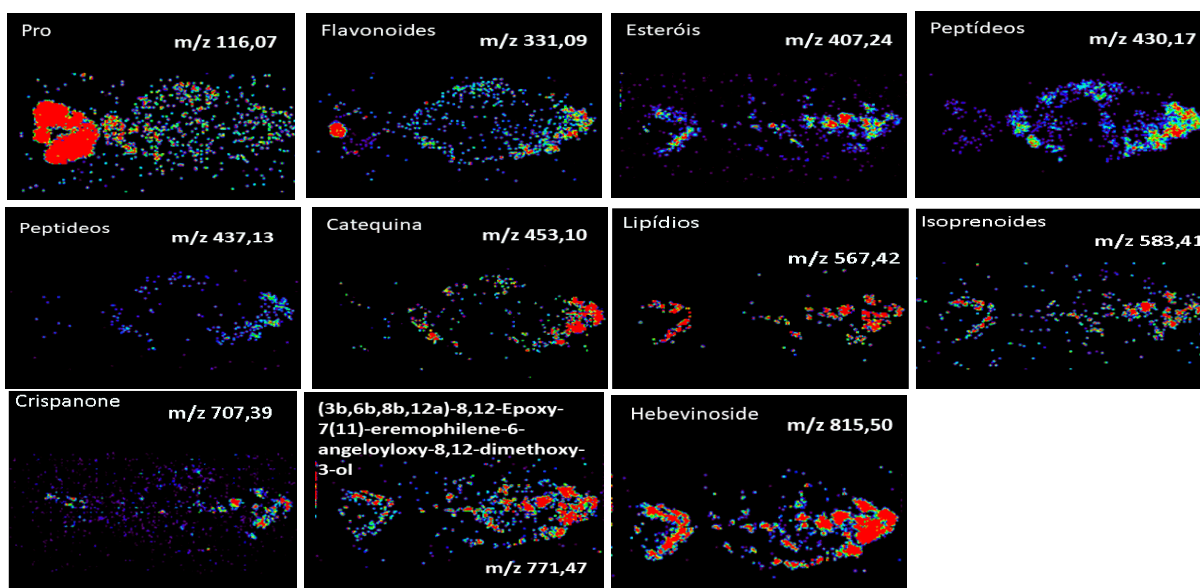 Pro
m/z 116,07
Flavonoides
m/z 331,09
Esteróis
m/z 407,24
Peptídeos
m/z 430,17
Peptideos
m/z 437,13
Catequina
m/z 453,10
Lipídios
m/z 567,42
Isoprenoides
m/z 583,41
Crispanone
m/z 707,39
(3b,6b,8b,12a)-8,12-Epoxy-
7(11)-eremophilene-6-
angeloyloxy-8,12-dimethoxy-
3-ol
m/z 771,47
Hebevinoside
m/z 815,50